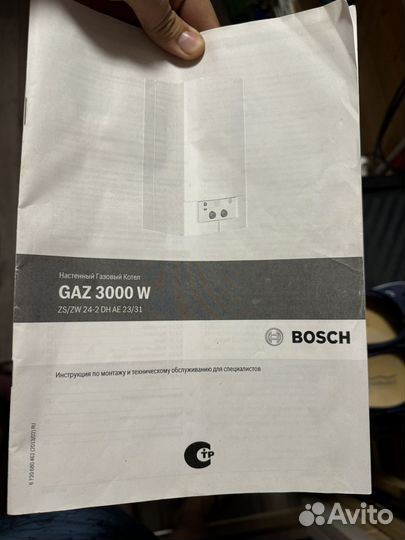 Настенный Газовый Котел
GAZ 3000 W
ZS/ZW 24-2 DH AE 23/31
BOSCH
Инструкция по монтажу и техническому обслуживанию для специалистов
СТР
Avito